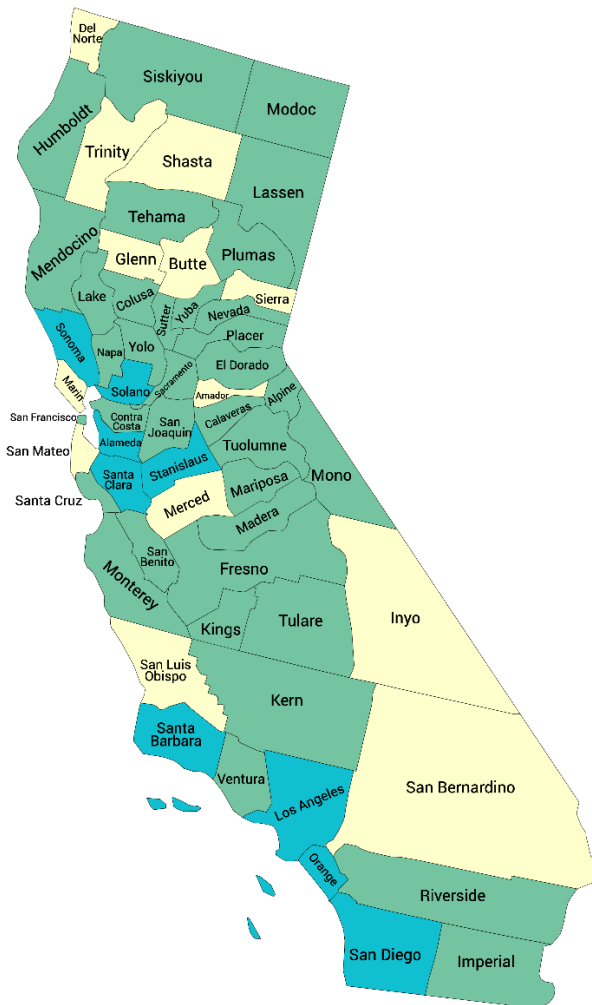 Del
Norte
Siskiyou
Modoc
Humboldt
Trinity
Shasta
Lassen
Tehama
Plumas
Mendocino
Glenn
Butte
Sierra
Lake
Colusa
Sutter
Yuba
Nevada
Placer
Sonoma
Napa
Yolo
El Dorado
Sacramento
Solano
Marin
Amador
Alpine
San Francisco
Contra
Costa
San
Joaquin
Calaveras
Alameda
Tuolumne
San Mateo
Stanislaus
Mono
Santa
Clara
Mariposa
Santa Cruz
Merced
Madera
San
Benito
Fresno
Monterey
Inyo
Kings
Tulare
San Luis
Obispo
Kern
Santa
Barbara
Ventura
Los Angeles
San Bernardino
Orange
Riverside
San Diego
Imperial